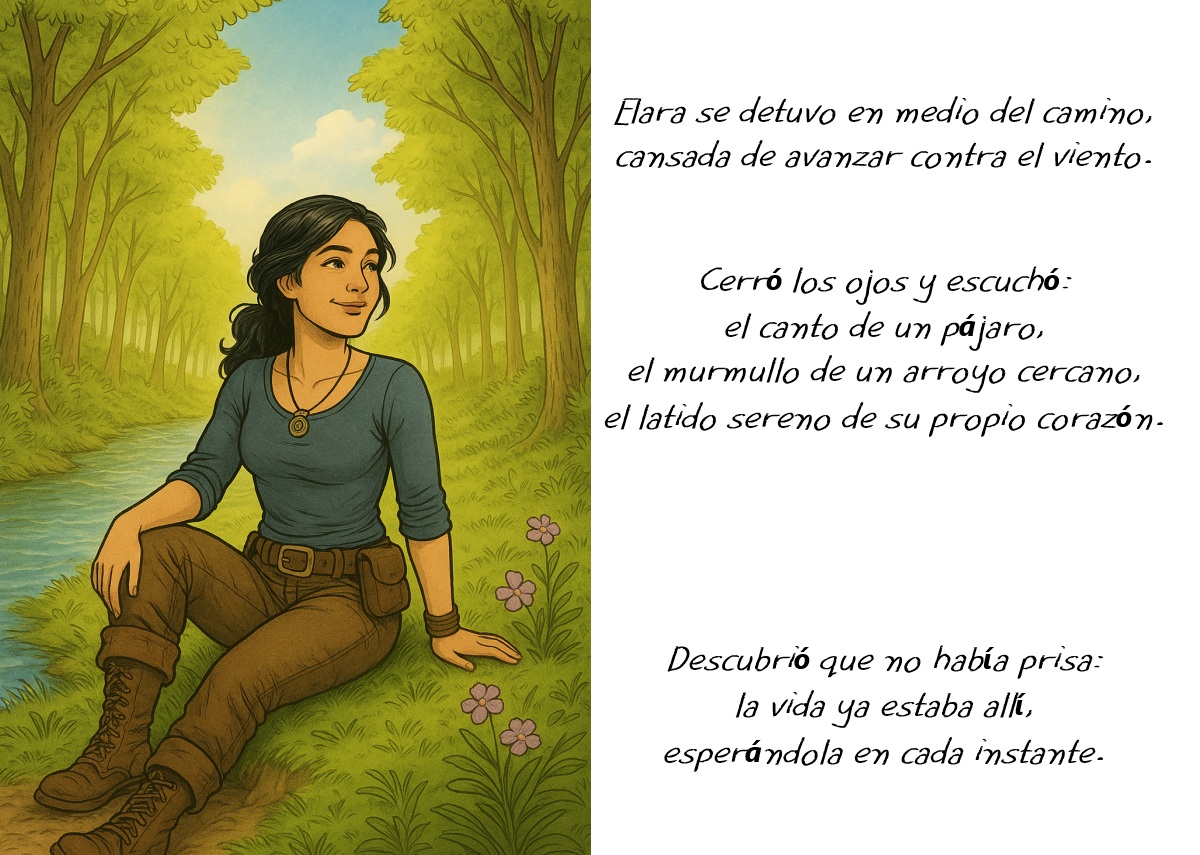 Elara se detuvo en medio del camino,
cansada de avanzar contra el viento.
Cerró los ojos y escuchó:
el canto de un pájaro,
el murmullo de un arroyo cercano,
el latido sereno de su propio corazón.
Descubrió que no había prisa:
la vida ya estaba allí,
esperándola en cada instante.